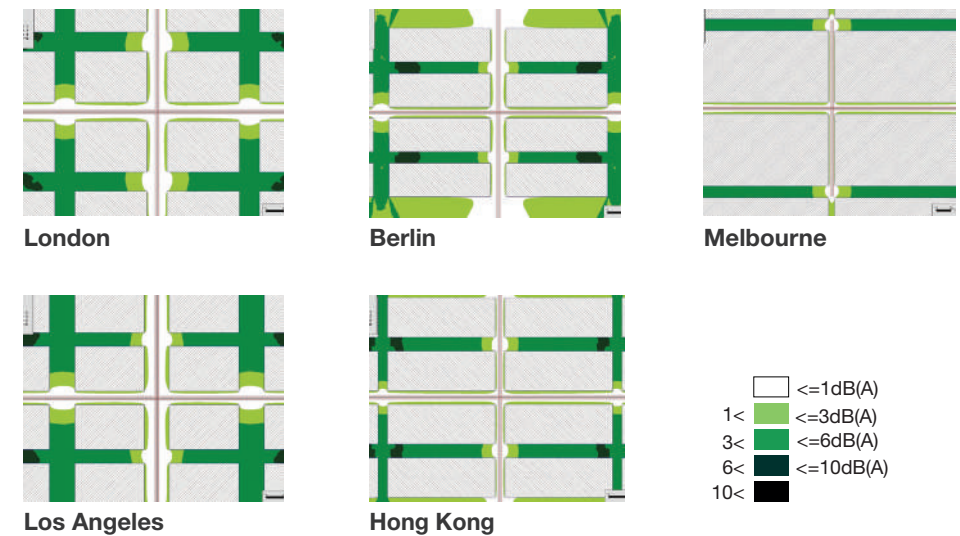 London
Berlin
Melbourne
Los Angeles
Hong Kong
<=1dB(A)
1< <=3dB(A)
3< <=6dB(A)
6< <=10dB(A)
10<